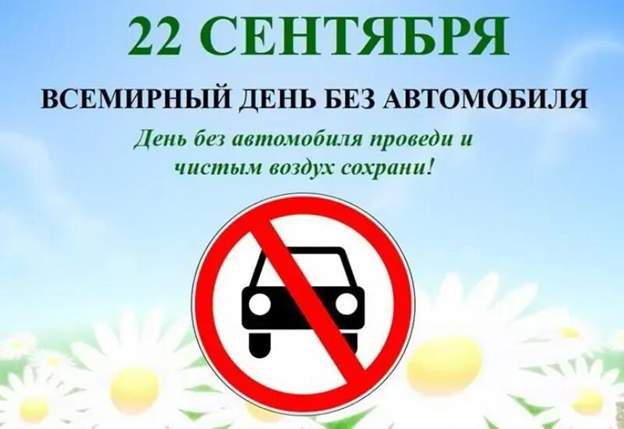 22 СЕНТЯБРЯ
ВСЕМИРНЫЙ ДЕНЬ БЕЗ АВТОМОБИЛЯ
День без автомобиля проведи и
чистым воздух сохрани!